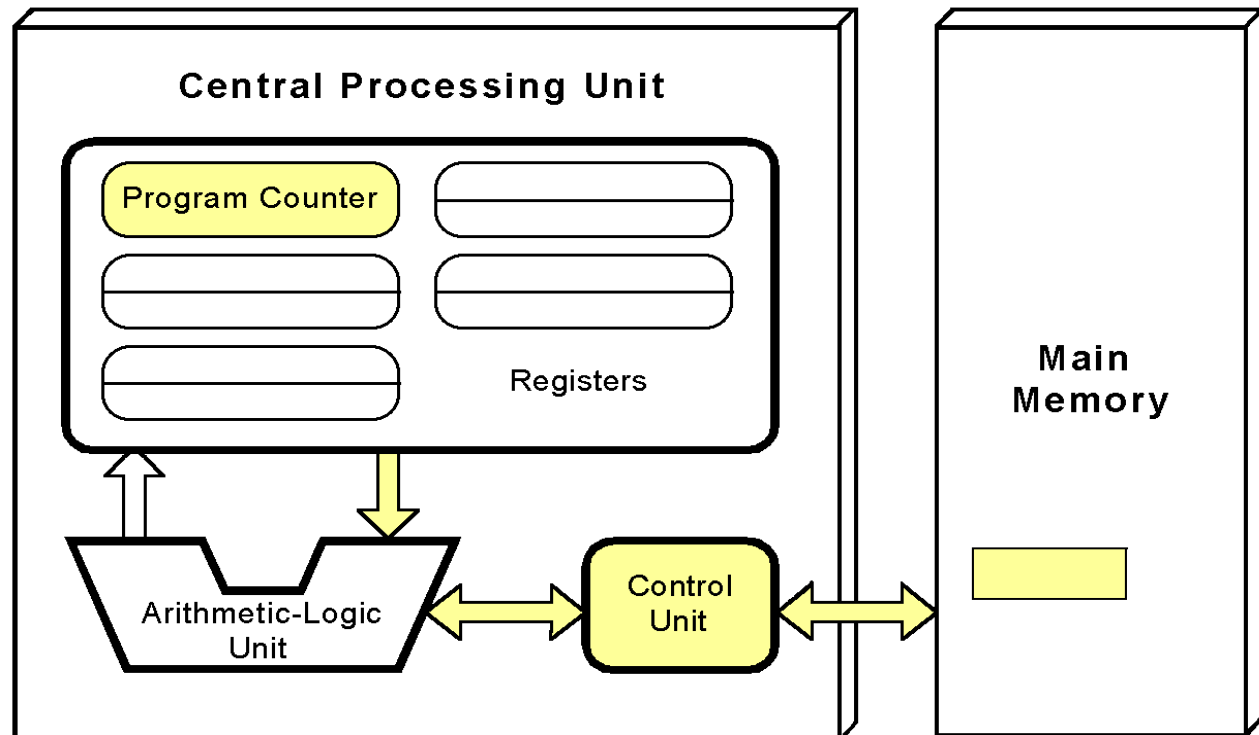 Central Processing Unit
Program Counter
Registers
Main
Memory
Arithmetic-Logic
Unit
Control
Unit